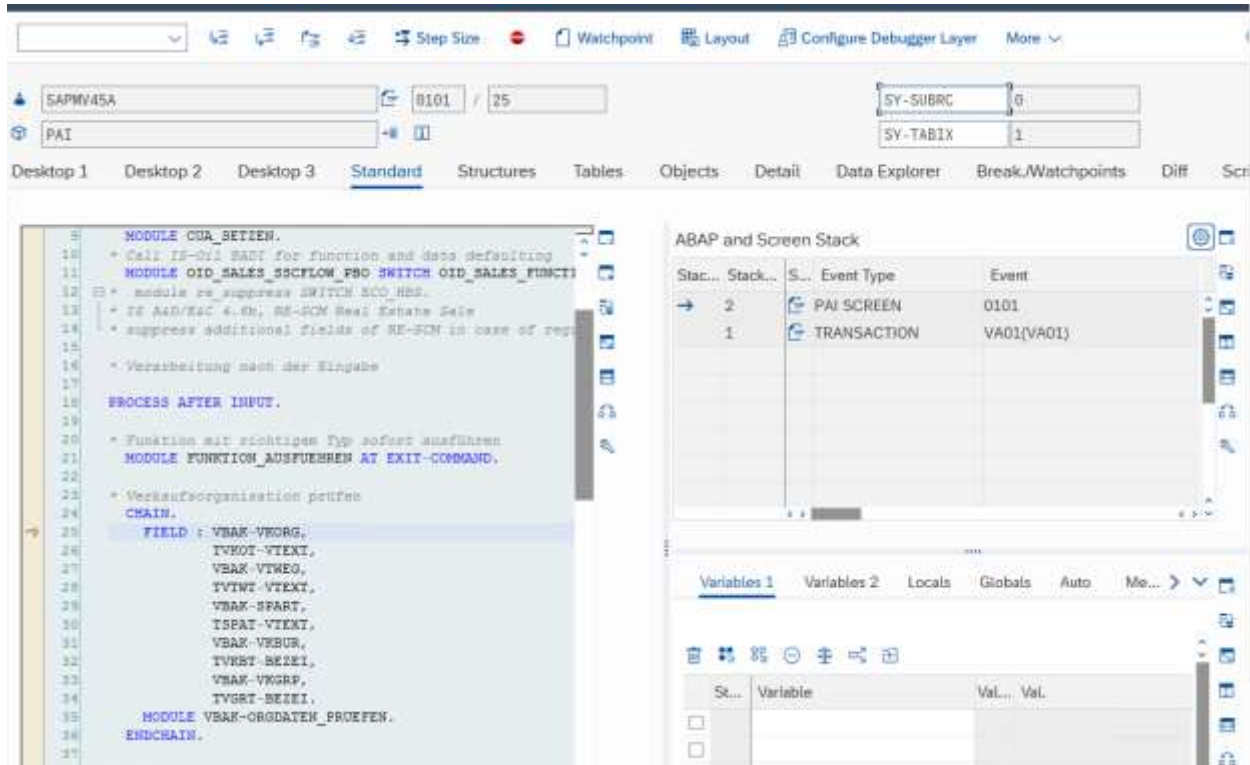 Step Size Watchpoint Layout Configure Debugger Layer More
SAPMV45A 0101 / 25 SY-SUBRC 0
PAI SY-TABIX 1
Desktop 1 Desktop 2 Desktop 3 Standard Structures Tables Objects Detail Data Explorer Break./Watchpoints Diff Scri
9 MODULE CUA_SETZEN.
10 * Call IS-Oil BADI for function and data defaulting
11 MODULE OID_SALES_SSCFLOW_PBO SWITCH OID_SALES_FUNCTI
12 * module re_suppress SWITCH ECO_HBS.
13 * Real Estate Sale
14 * suppress additional fields of RE-SCM in case of
15
16 * Verarbeitung nach der Eingabe
17
18 PROCESS AFTER INPUT.
19
20 * Funktion mit richtigem Typ sofort ausführen
21 MODULE FUNKTION_AUSFUEHREN AT EXIT-COMMAND.
22
23 * Verkaufsorganisation prüfen
24 CHAIN.
25 FIELD : VBAK-VKORG,
26 TVKOT-VTEXT,
27 VBAK-VTWEG,
28 TVTWT-VTEXT,
29 VBAK-SPART,
30 TSPAT-VTEXT,
31 VBAK-VKBUR,
32 TVKBT-BEZEI,
33 VBAK-VKGRP,
34 TVGRT-BEZEI.
35 MODULE VBAK-ORGDATEN_PRUEFEN.
36 ENDCHAIN.
37
ABAP and Screen Stack
Stac... Stack... S... Event Type Event
2 PAI SCREEN 0101
1 TRANSACTION VA01(VA01)
Variables 1 Variables 2 Locals Globals Auto Me...
St... Variable Val... Val.